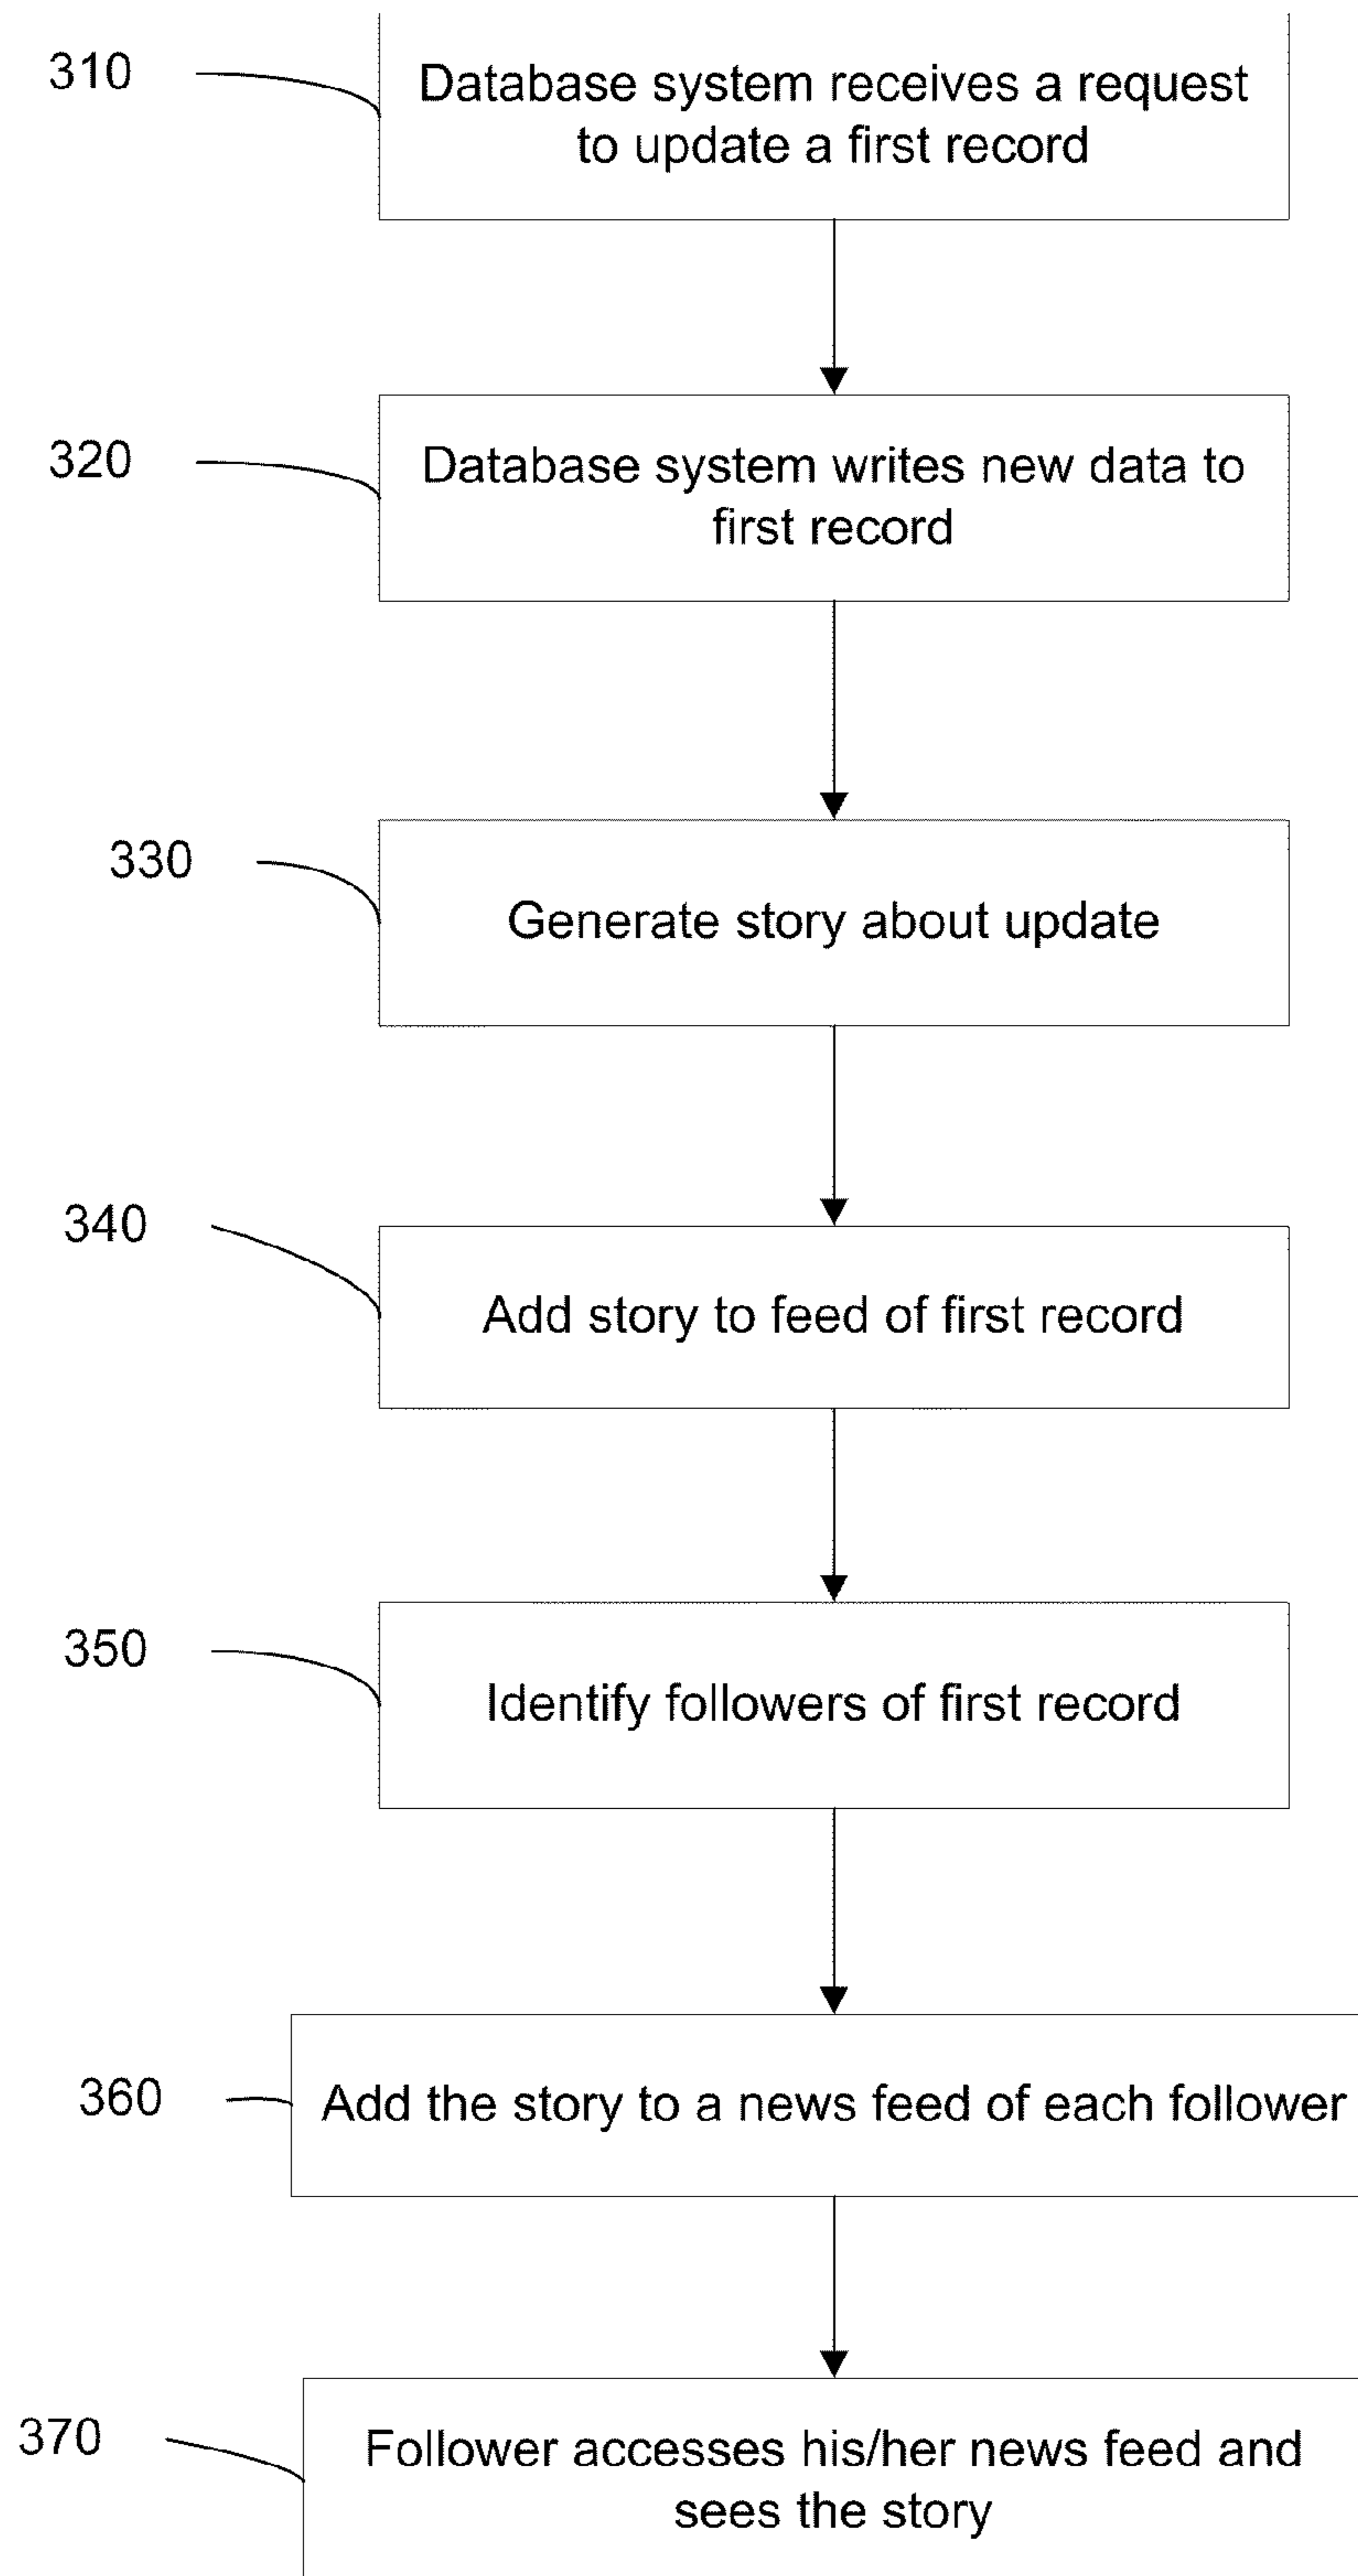 310
Database system receives a request
to update a first record
320
Database system writes new data to
first record
330
Generate story about update
340
Add story to feed of first record
350
Identify followers of first record
360
Add the story to a news feed of each follower
370
Follower accesses his/her news feed and
sees the story